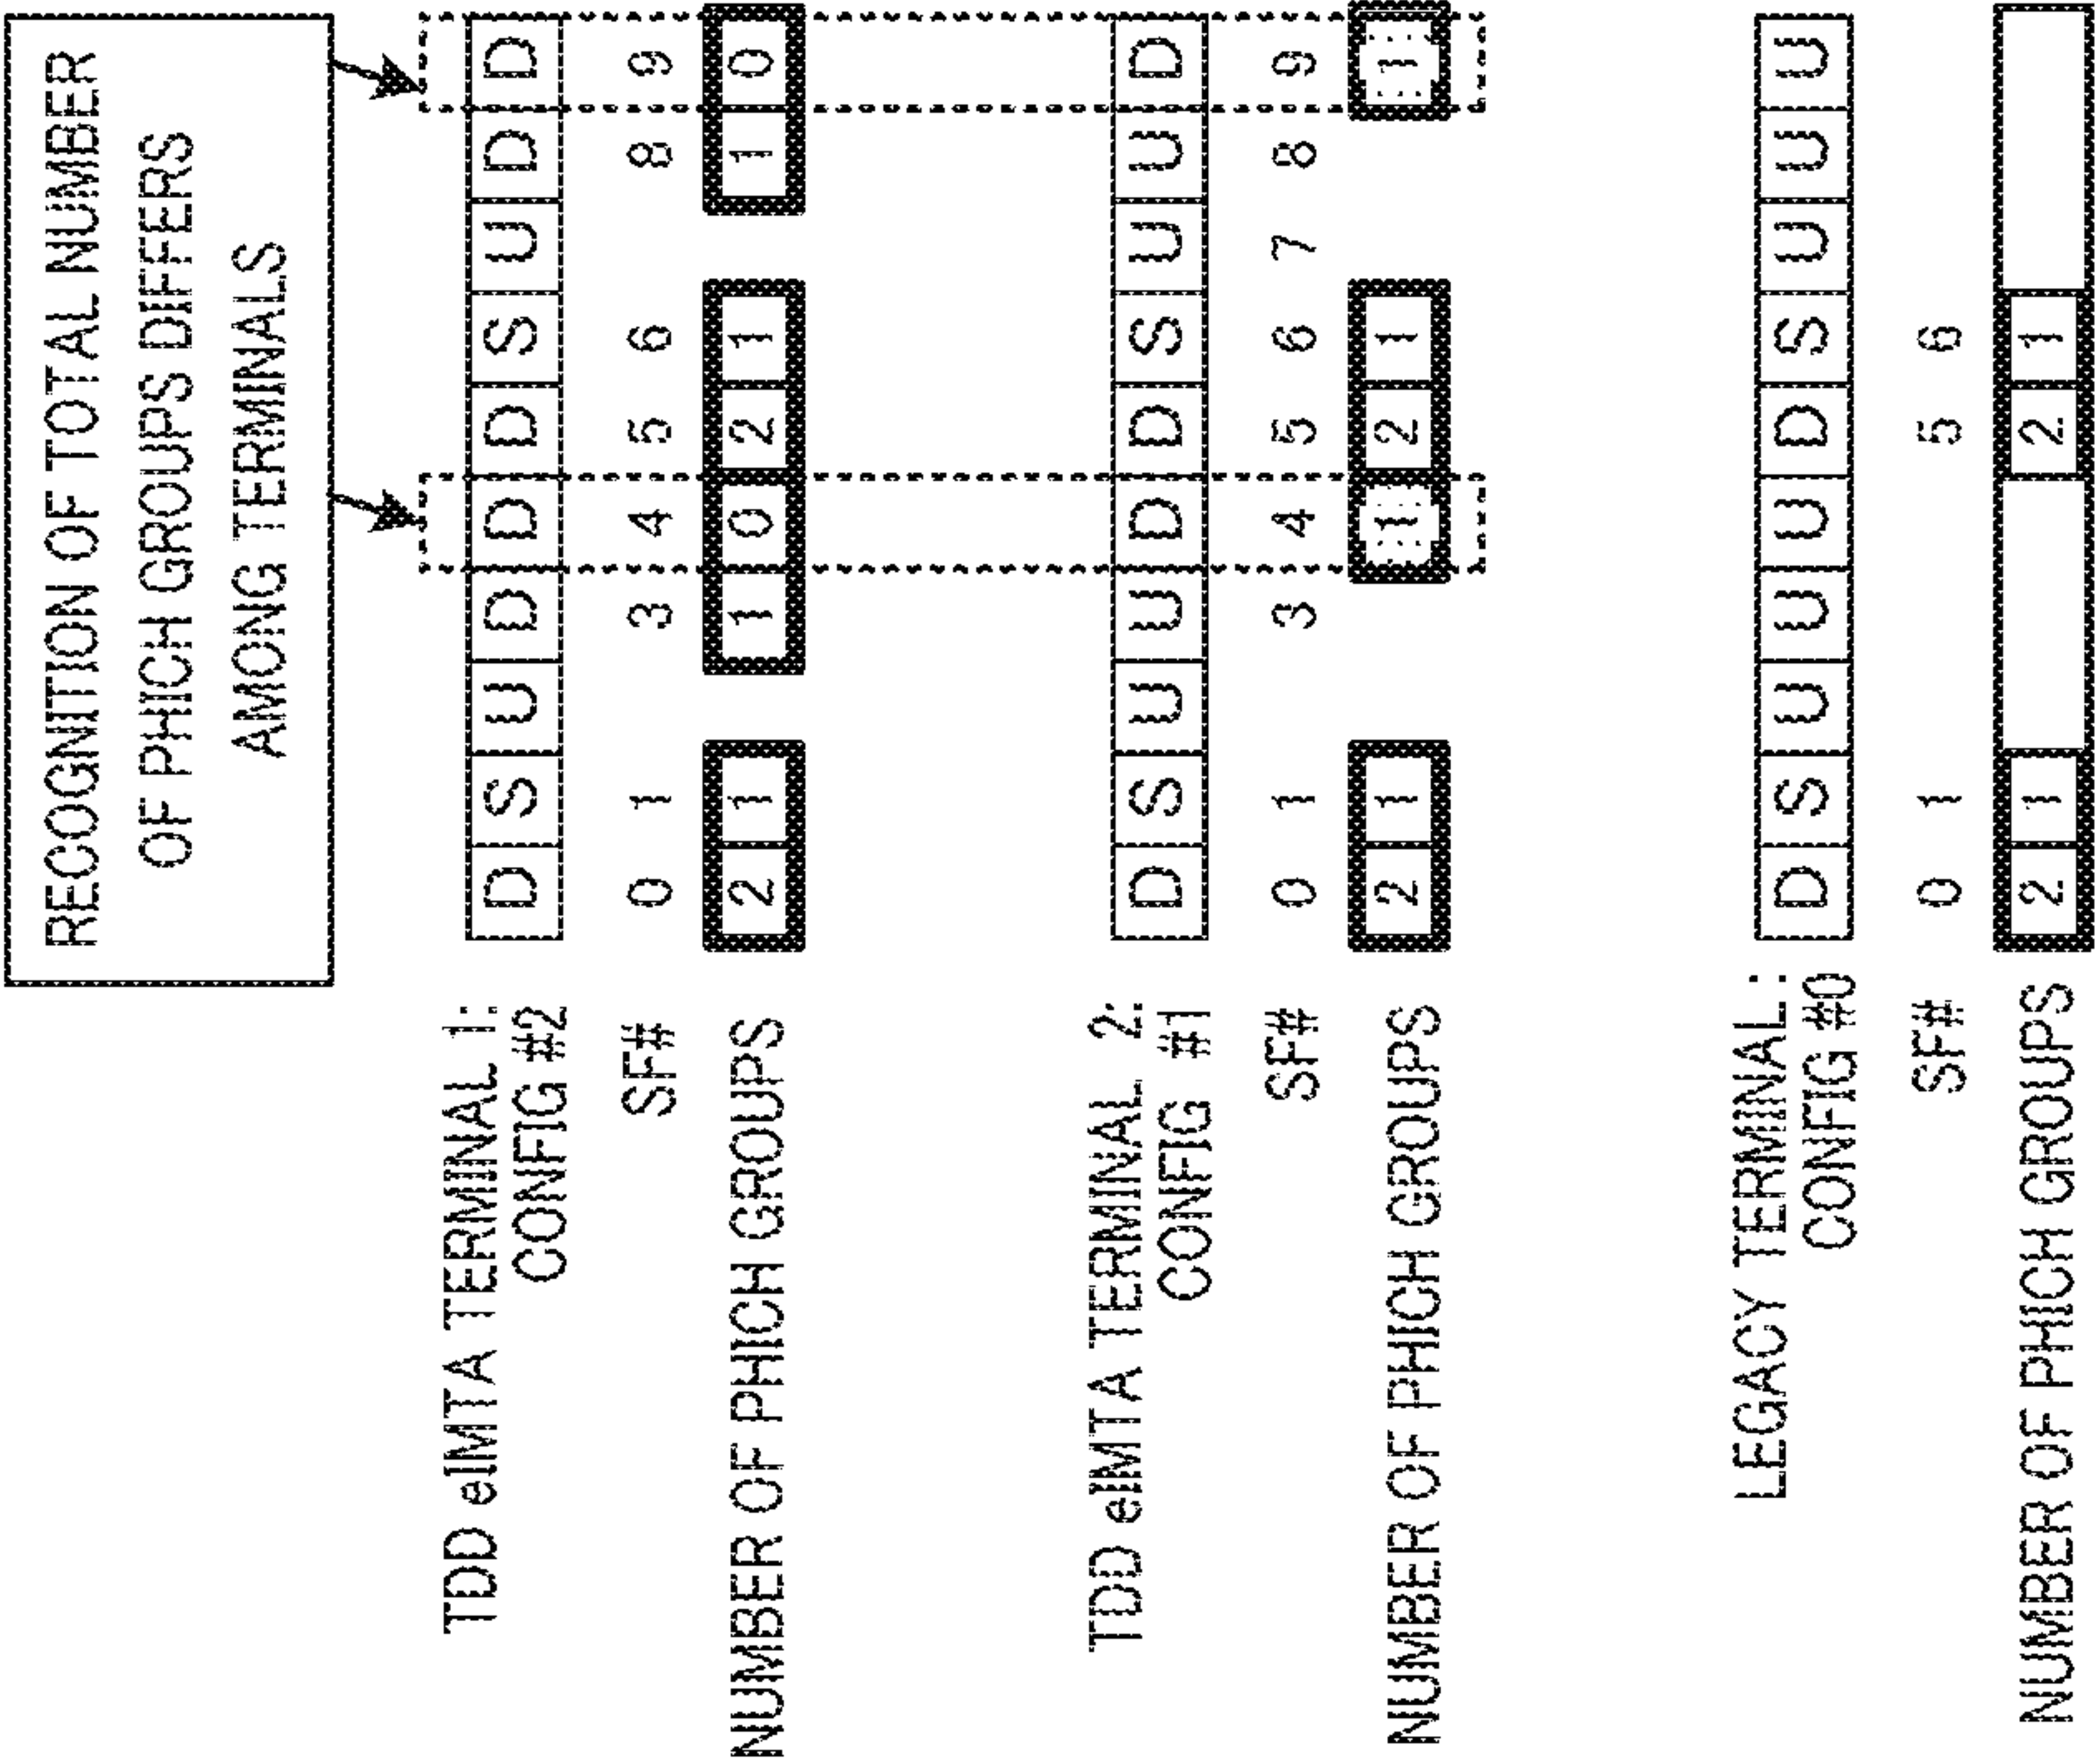 RECOGNITION OF TOTAL NUMBER
OF PHICH GROUPS DIFFERS
AMONG TERMINALS
TDD eIMTA TERMINAL 1:
CONFIG #2
D S U D D D S U D D
SF# 0 1 3 4 5 6 8 9
NUMBER OF PHICH GROUPS 2 1 1 0 2 1 1 0
TDD eIMTA TERMINAL 2:
CONFIG #1
D S U U D D S U U D
SF# 0 1 3 4 5 6 7 8 9
NUMBER OF PHICH GROUPS 2 1 1 2 1 1
LEGACY TERMINAL:
CONFIG #0
D S U U U D S U U U
SF# 0 1 5 6
NUMBER OF PHICH GROUPS 2 1 2 1